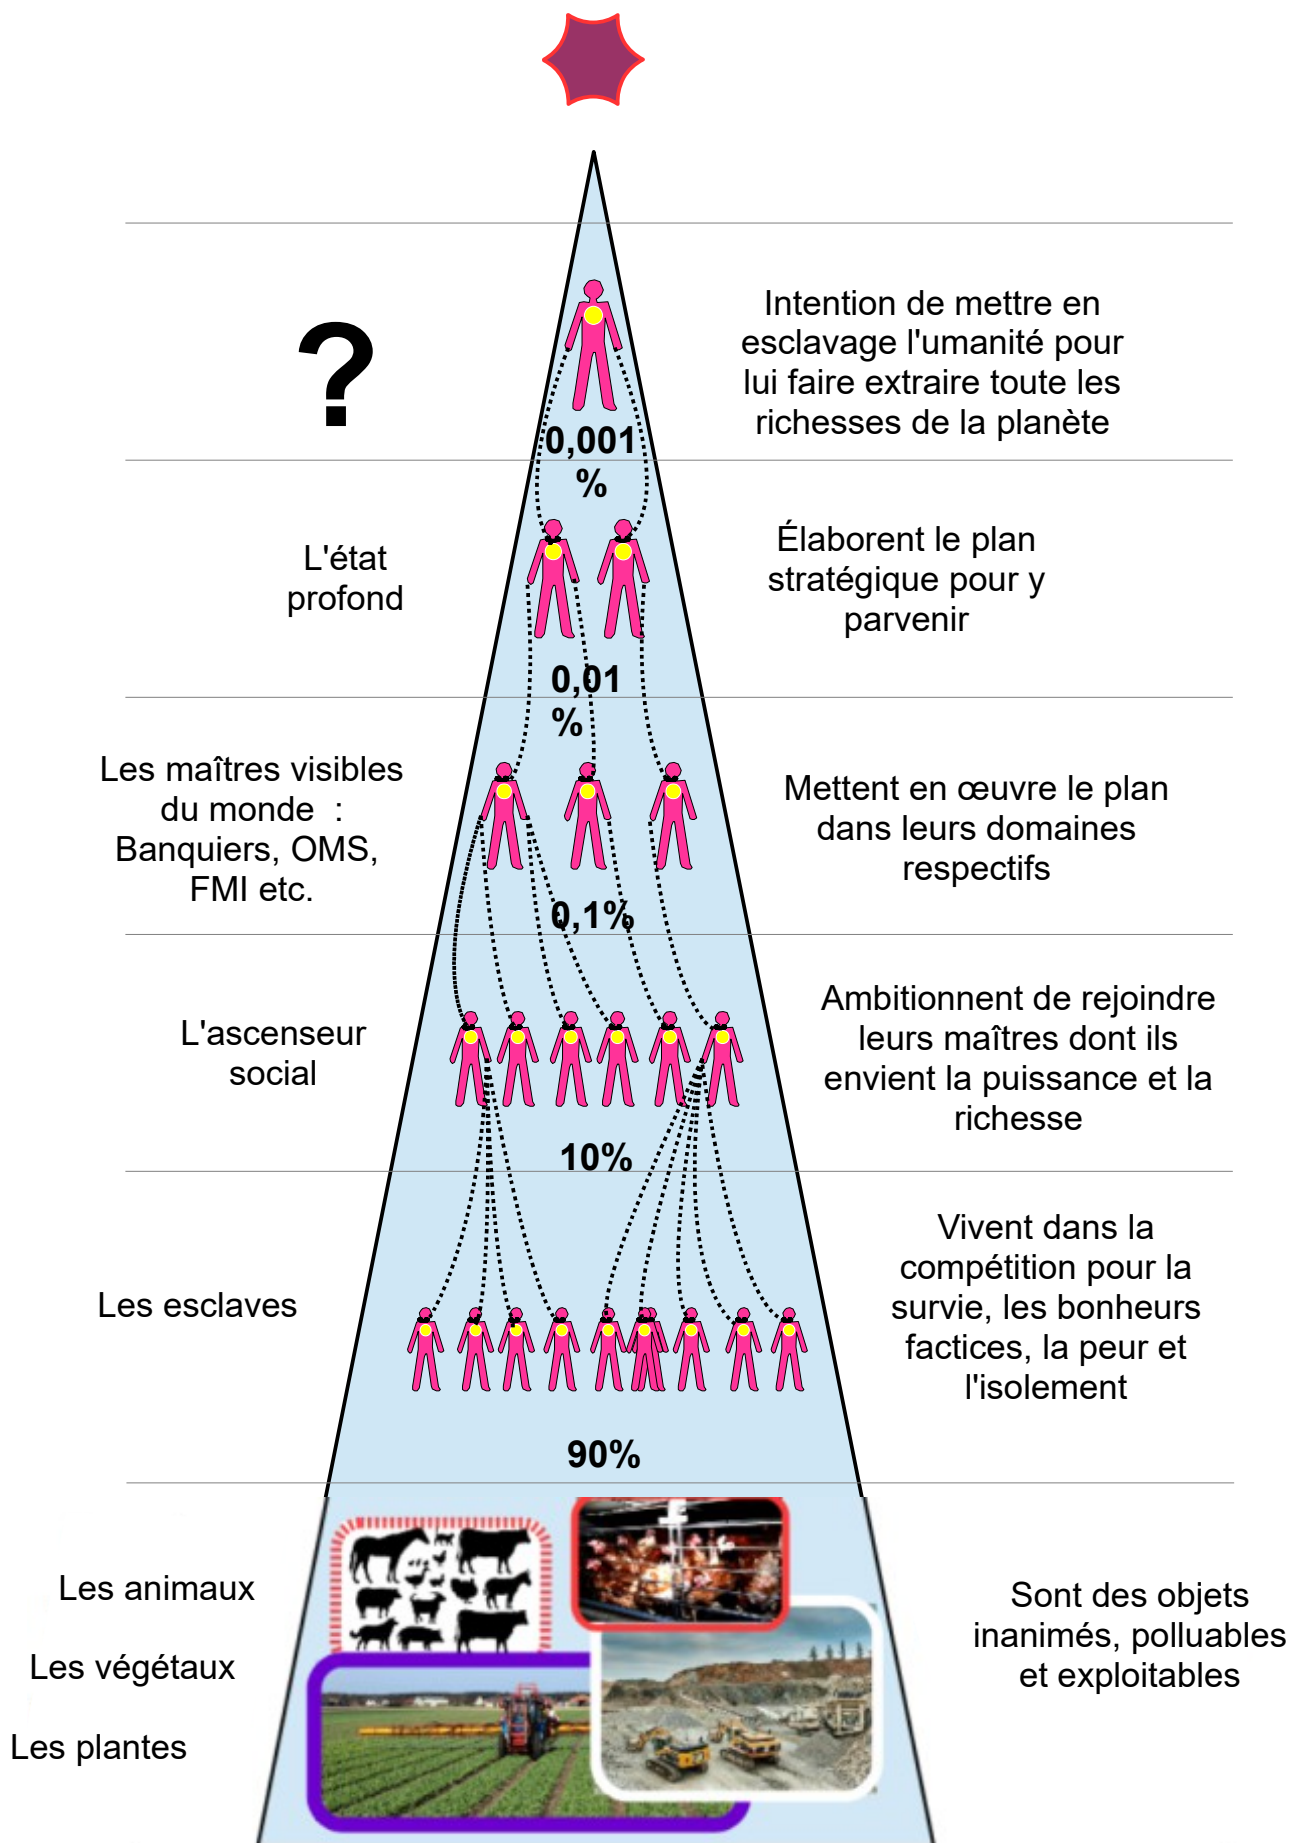 ?
Intention de mettre en
esclavage l'umanité pour
lui faire extraire toute les
richesses de la planète
0,001
%
L'état
profond
Élaborent le plan
stratégique pour y
parvenir
0,01
%
Les maîtres visibles
du monde :
Banquiers, OMS,
FMI etc.
Mettent en œuvre le plan
dans leurs domaines
respectifs
0,1%
L'ascenseur
social
Ambitionnent de rejoindre
leurs maîtres dont ils
envient la puissance et la
richesse
10%
Les esclaves
Vivent dans la
compétition pour la
survie, les bonheurs
factices, la peur et
l'isolement
90%
Les animaux
Les végétaux
Les plantes
Sont des objets
inanimés, polluables
et exploitables